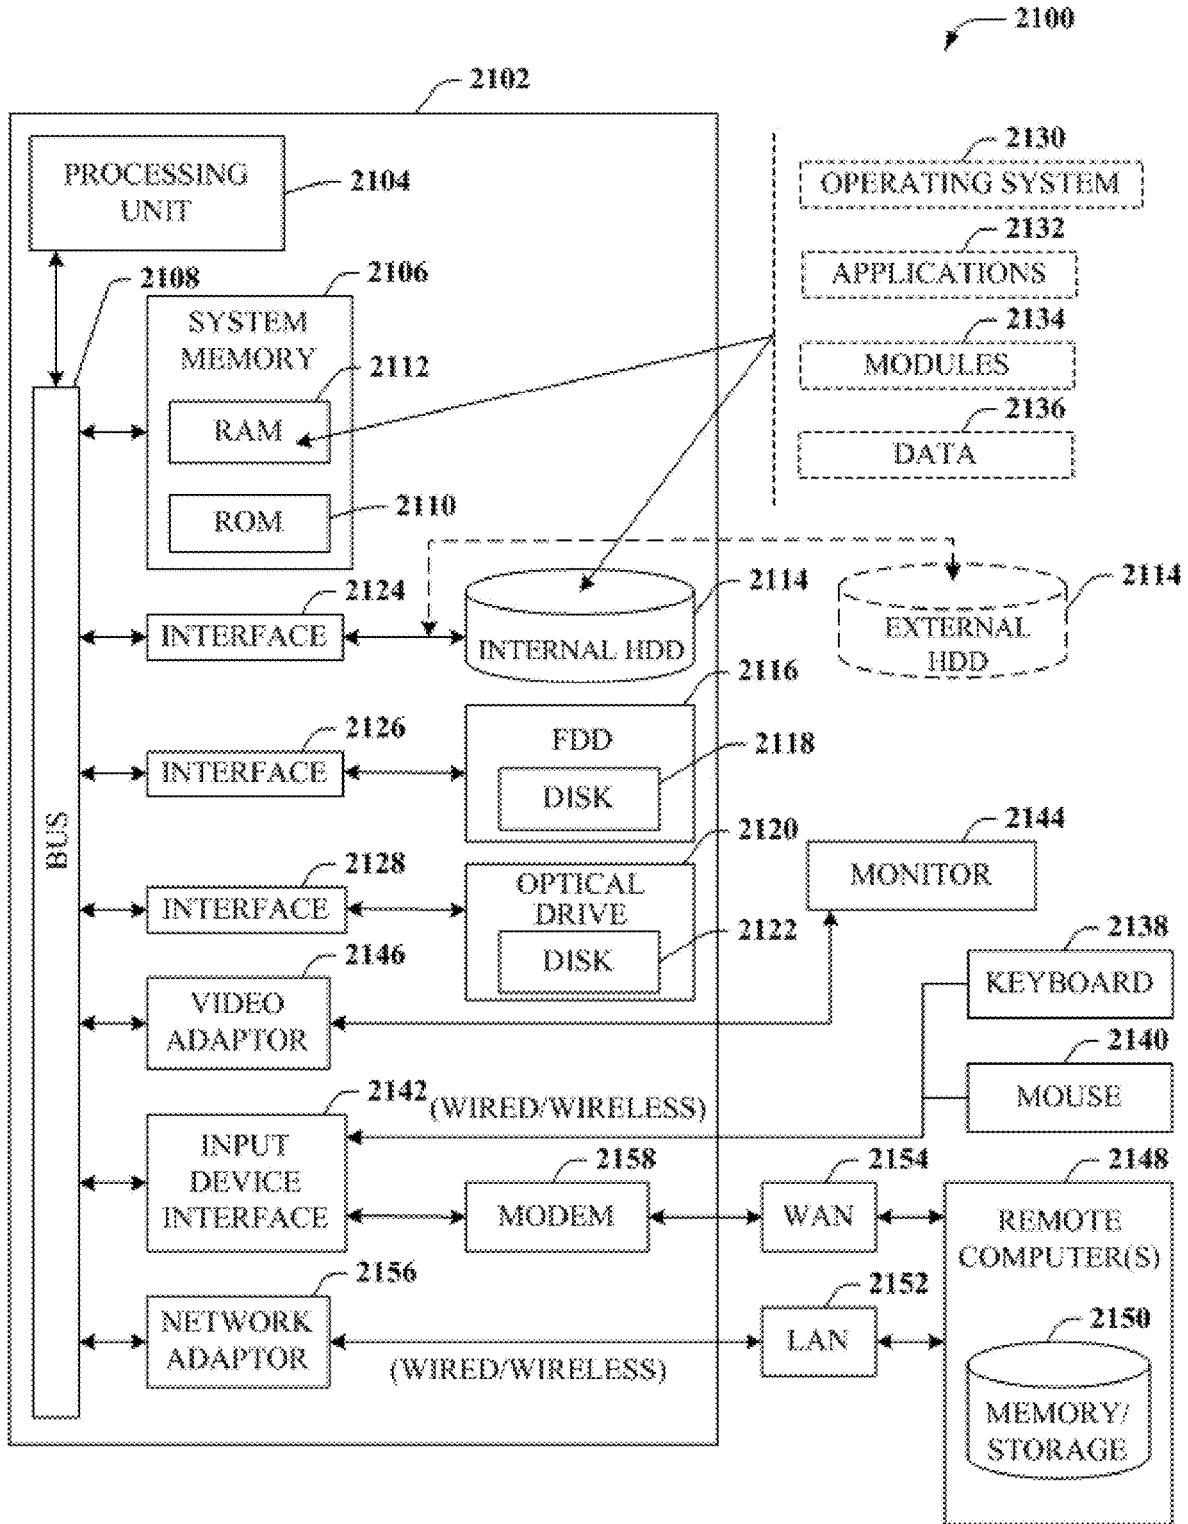 2100
2102
PROCESSING
UNIT
2104
2130
OPERATING SYSTEM
2132
APPLICATIONS
2134
MODULES
2136
DATA
2108
2106
SYSTEM
MEMORY
2112
RAM
2110
ROM
2124
INTERFACE
2114
INTERNAL HDD
2114
EXTERNAL
HDD
2126
INTERFACE
2116
FDD
2118
DISK
BUS
2128
INTERFACE
2120
OPTICAL
DRIVE
2122
DISK
2144
MONITOR
2146
VIDEO
ADAPTOR
2138
KEYBOARD
2140
MOUSE
2142
(WIRED/WIRELESS)
INPUT
DEVICE
INTERFACE
2158
MODEM
2154
WAN
2148
REMOTE
COMPUTER(S)
2156
NETWORK
ADAPTOR
(WIRED/WIRELESS)
2152
LAN
2150
MEMORY/
STORAGE